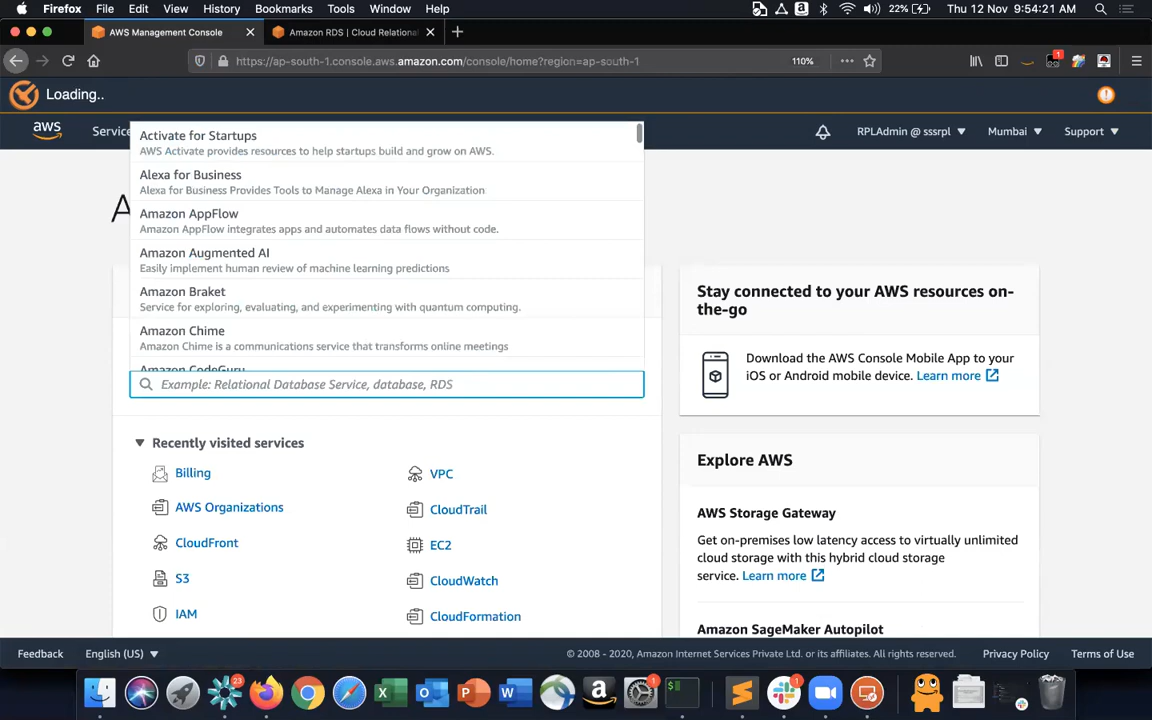 Firefox File Edit View History Bookmarks Tools Window Help 22% Thu 12 Nov 9:54:21 AM
AWS Management Console Amazon RDS | Cloud Relational
https://ap-south-1.console.aws.amazon.com/console/home?region=ap-south-1 110% 1
Loading..
aws Service RPLAdmin @ sssrpl Mumbai Support
Activate for Startups
AWS Activate provides resources to help startups build and grow on AWS.
Alexa for Business
Alexa for Business Provides Tools to Manage Alexa in Your Organization
Amazon AppFlow
Amazon AppFlow integrates apps and automates data flows without code.
Amazon Augmented AI
Easily implement human review of machine learning predictions
Amazon Braket
Service for exploring, evaluating, and experimenting with quantum computing.
Amazon Chime
Amazon Chime is a communications service that transforms online meetings
Amazon CodeGuru
Example: Relational Database Service, database, RDS
Recently visited services
Billing
AWS Organizations
CloudFront
S3
IAM
VPC
CloudTrail
EC2
CloudWatch
CloudFormation
Stay connected to your AWS resources on-
the-go
Download the AWS Console Mobile App to your
iOS or Android mobile device. Learn more
Explore AWS
AWS Storage Gateway
Get on-premises low latency access to virtually unlimited
cloud storage with this hybrid cloud storage
service. Learn more
Amazon SageMaker Autopilot
Feedback English (US) © 2008 - 2020, Amazon Internet Services Private Ltd. or its affiliates. All rights reserved. Privacy Policy Terms of Use
23 1 1